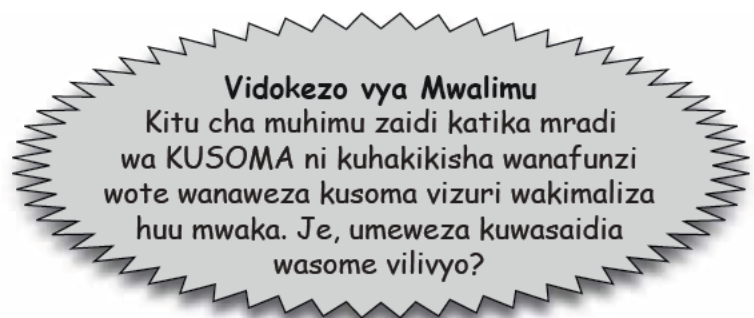 Vidokezo vya Mwalimu
Kitu cha muhimu zaidi katika mradi
wa KUSOMA ni kuhakikisha wanafunzi
wote wanaweza kusoma vizuri wakimaliza
huu mwaka. Je, umeweza kuwasaidia
wasome vilivyo?